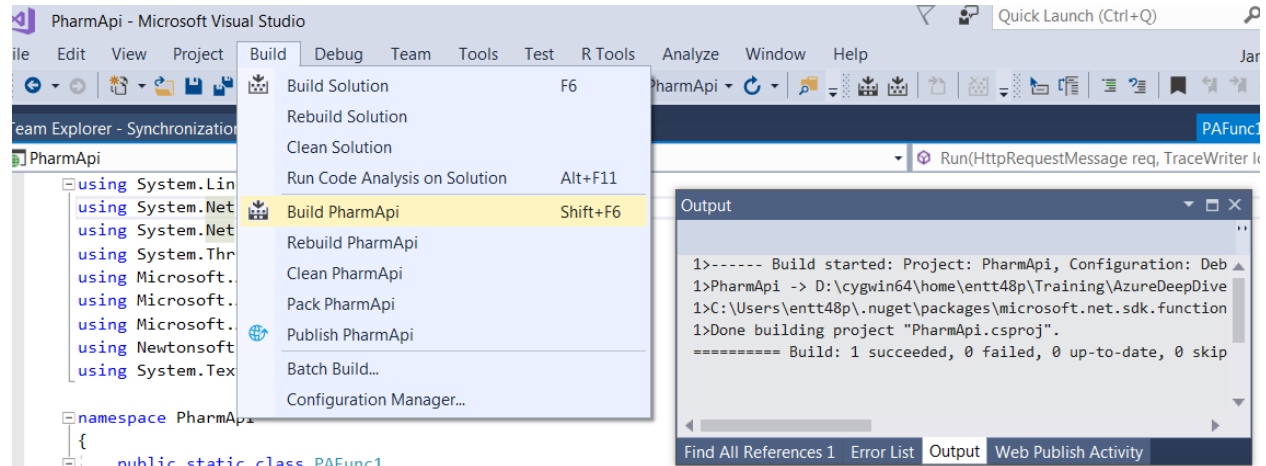 PharmApi - Microsoft Visual Studio
Quick Launch (Ctrl+Q)
Edit View Project Build Debug Team Tools Test R Tools Analyze Window Help
PharmApi
Build Solution F6
Rebuild Solution
Clean Solution
Run Code Analysis on Solution Alt+F11
Build PharmApi Shift+F6
Rebuild PharmApi
Clean PharmApi
Pack PharmApi
Publish PharmApi
Batch Build...
Configuration Manager...
Team Explorer - Synchronization
PAFunc1
PharmApi
Run(HttpRequestMessage req, TraceWriter lo
using System.Lin
using System.Net
using System.Net
using System.Thr
using Microsoft.
using Microsoft.
using Microsoft.
using Newtonsoft
using System.Tex
namespace PharmApi
{
public static class PAFunc1
Output
1>------ Build started: Project: PharmApi, Configuration: Deb
1>PharmApi -> D:\cygwin64\home\entt48p\Training\AzureDeepDive
1>C:\Users\entt48p\.nuget\packages\microsoft.net.sdk.function
1>Done building project "PharmApi.csproj".
========== Build: 1 succeeded, 0 failed, 0 up-to-date, 0 skip
Find All References 1 Error List Output Web Publish Activity